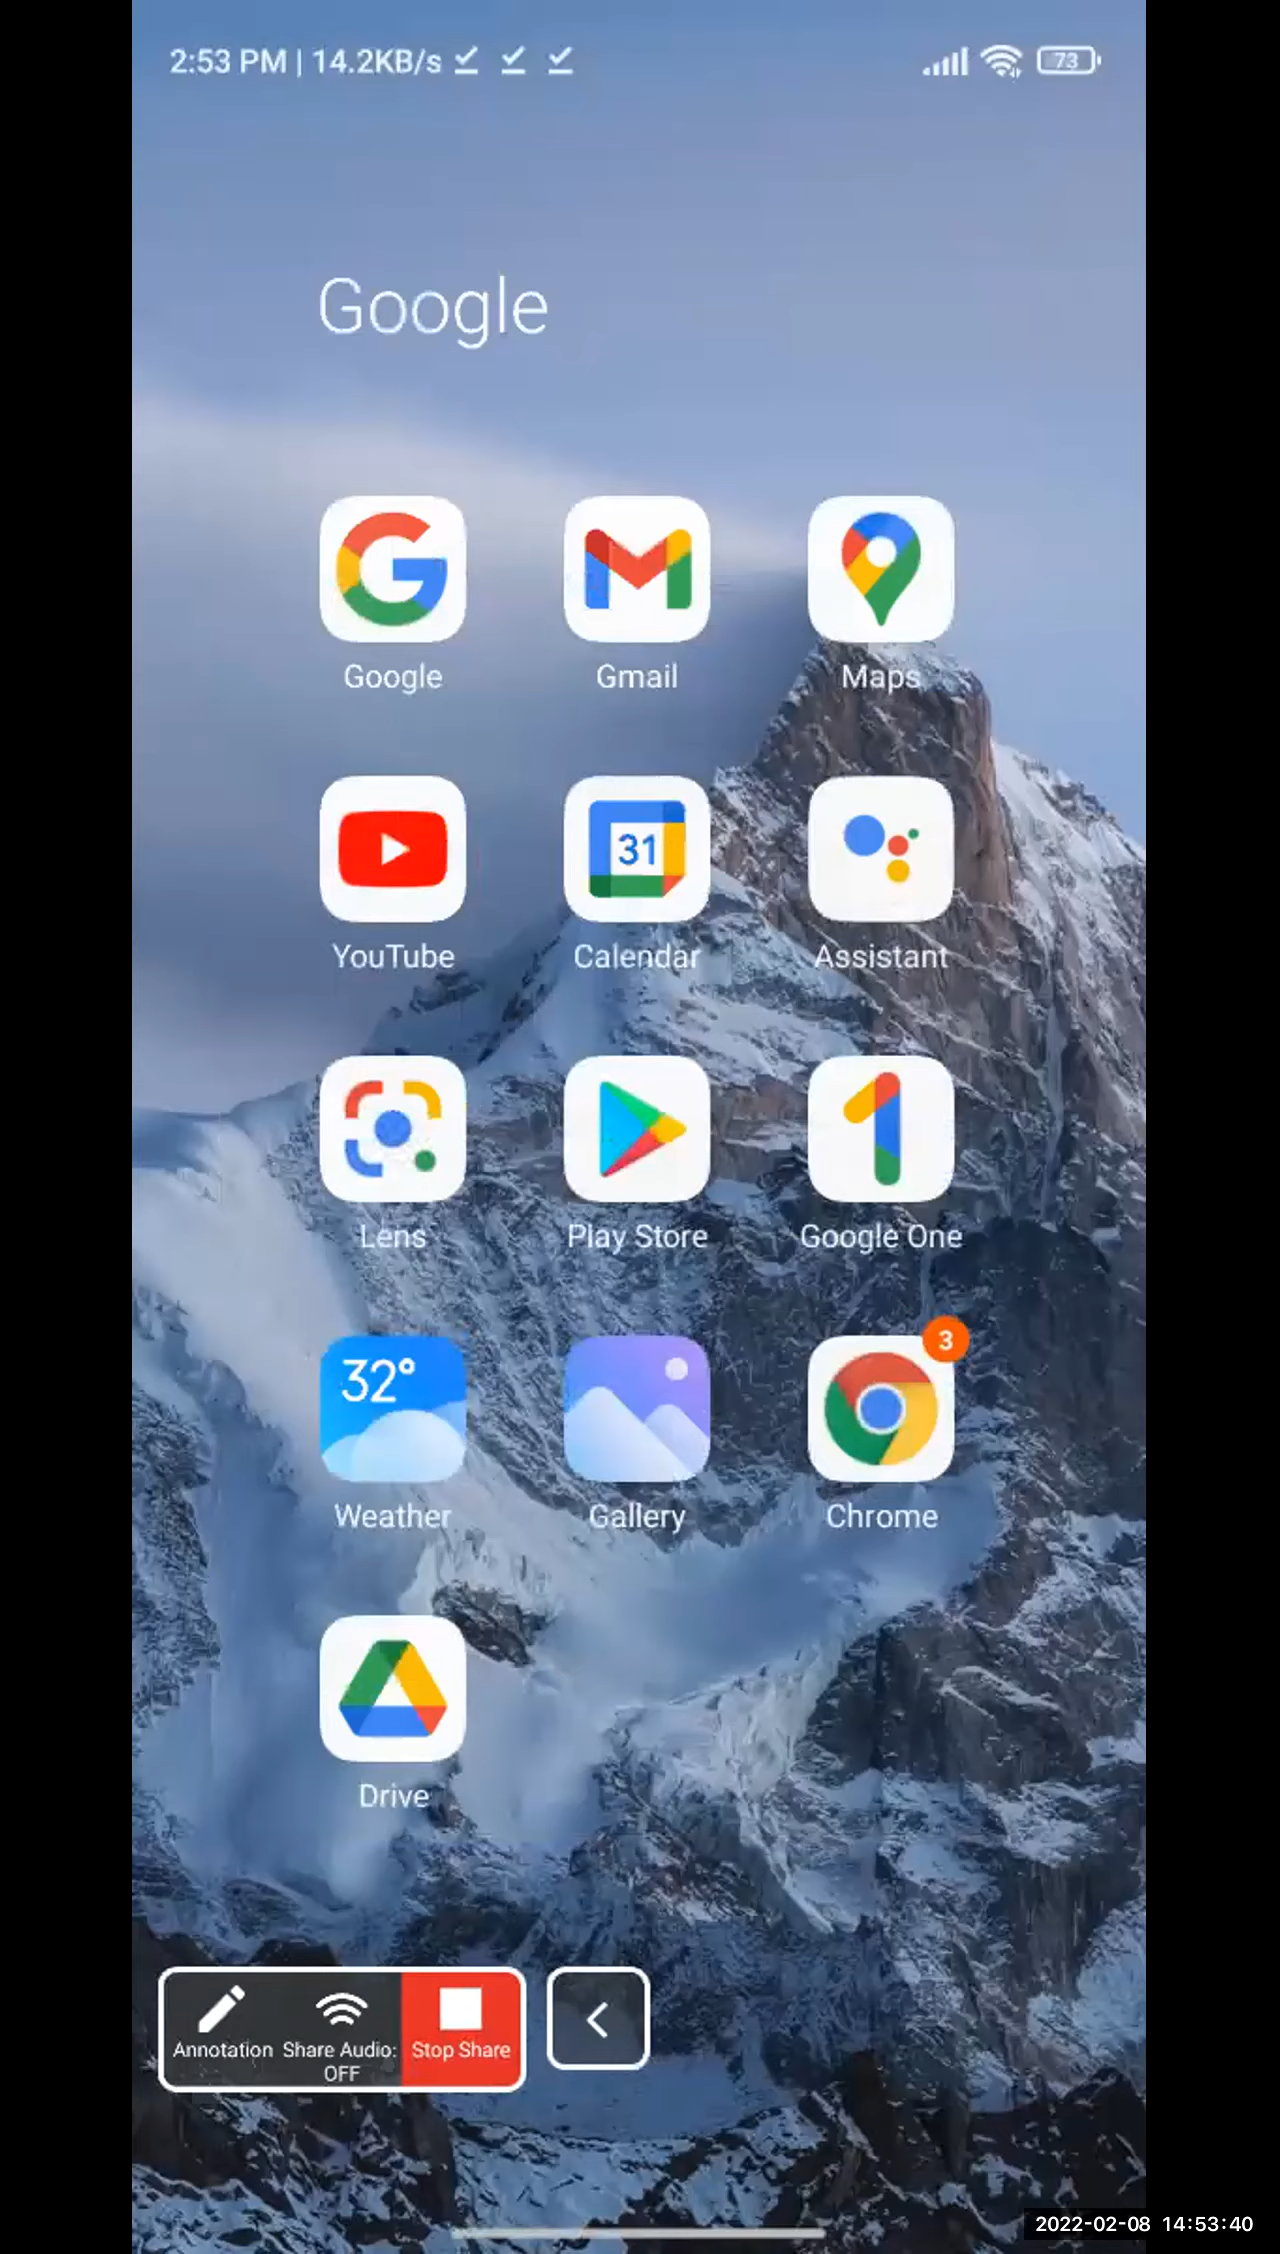 2:53 PM | 14.2KB/s
73
Google
Google Gmail Maps
31
YouTube Calendar Assistant
Lens Play Store Google One
32°
3
Weather Gallery Chrome
Drive
Annotation Share Audio: Stop Share
OFF
2022-02-08 14:53:40